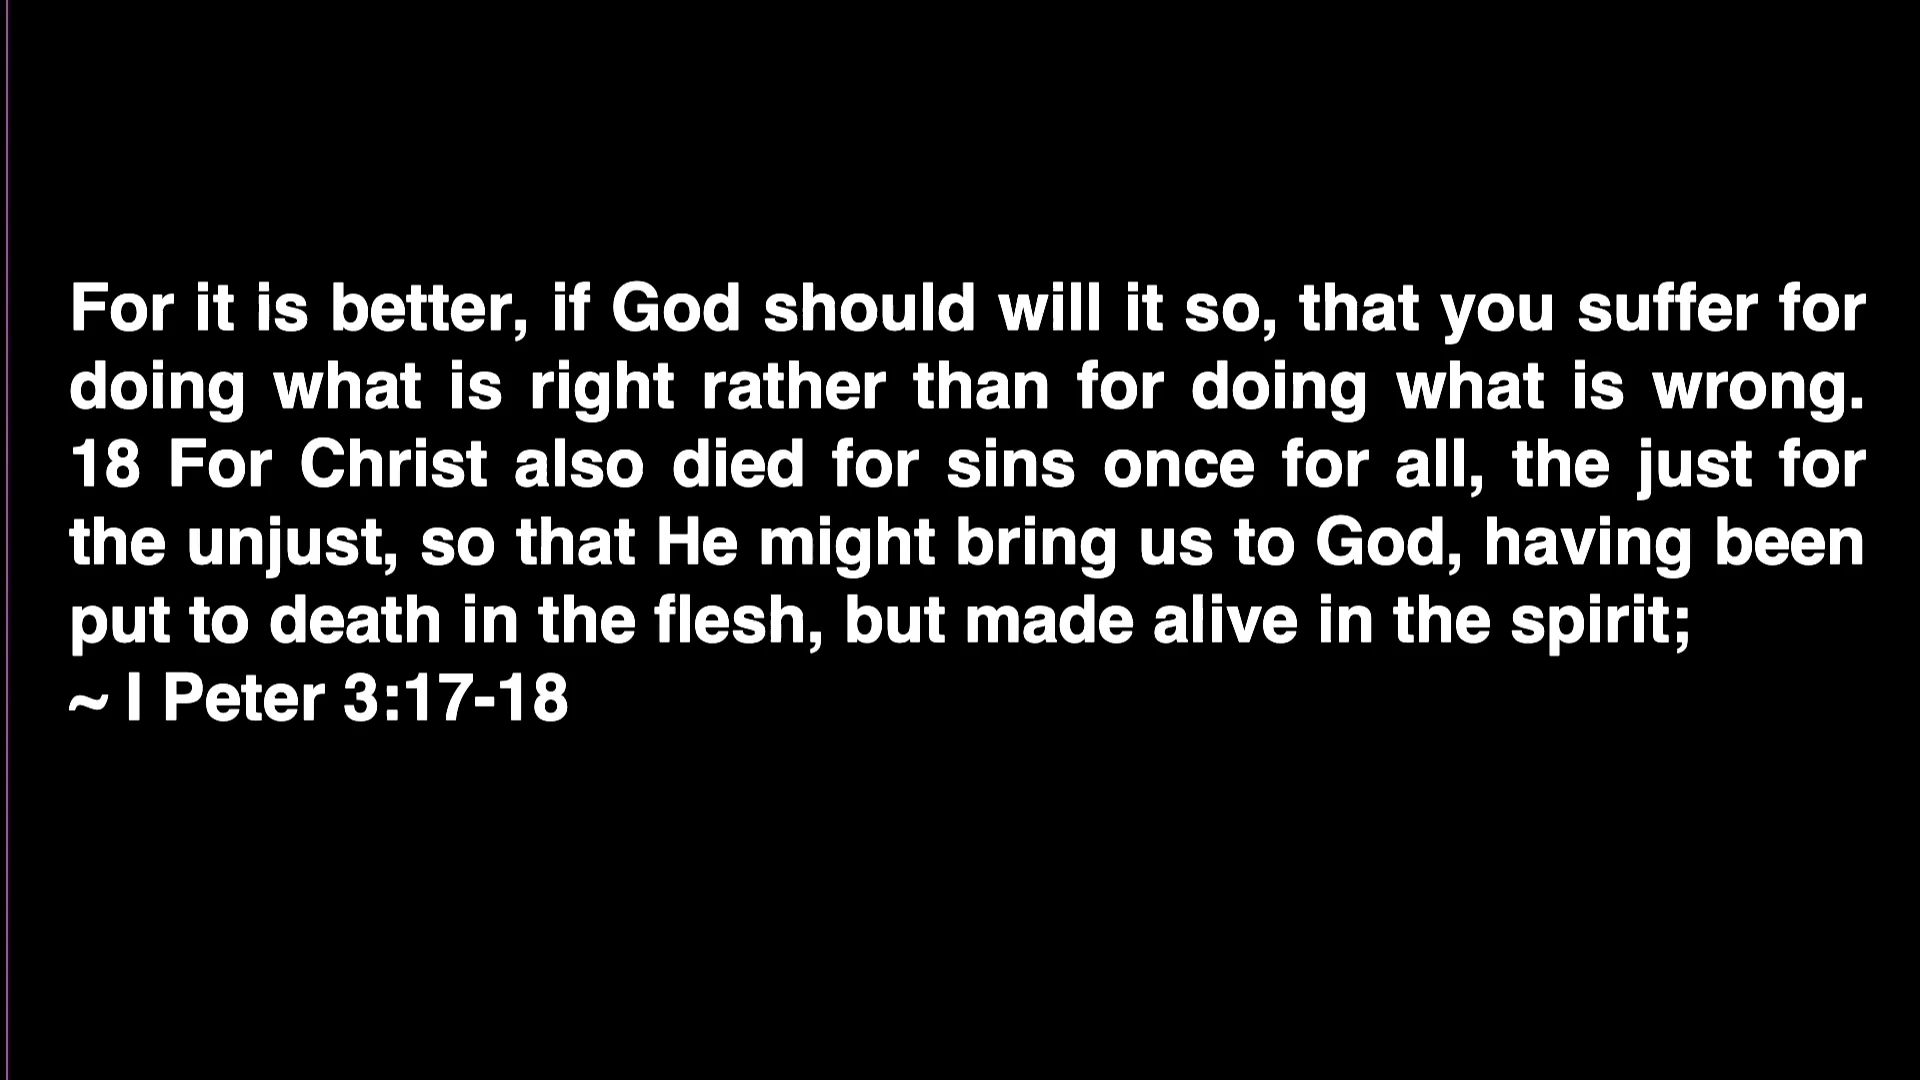 For it is better, if God should will it so, that you suffer for
doing what is right rather than for doing what is wrong.
18 For Christ also died for sins once for all, the just for
the unjust, so that He might bring us to God, having been
put to death in the flesh, but made alive in the spirit;
~ I Peter 3:17-18